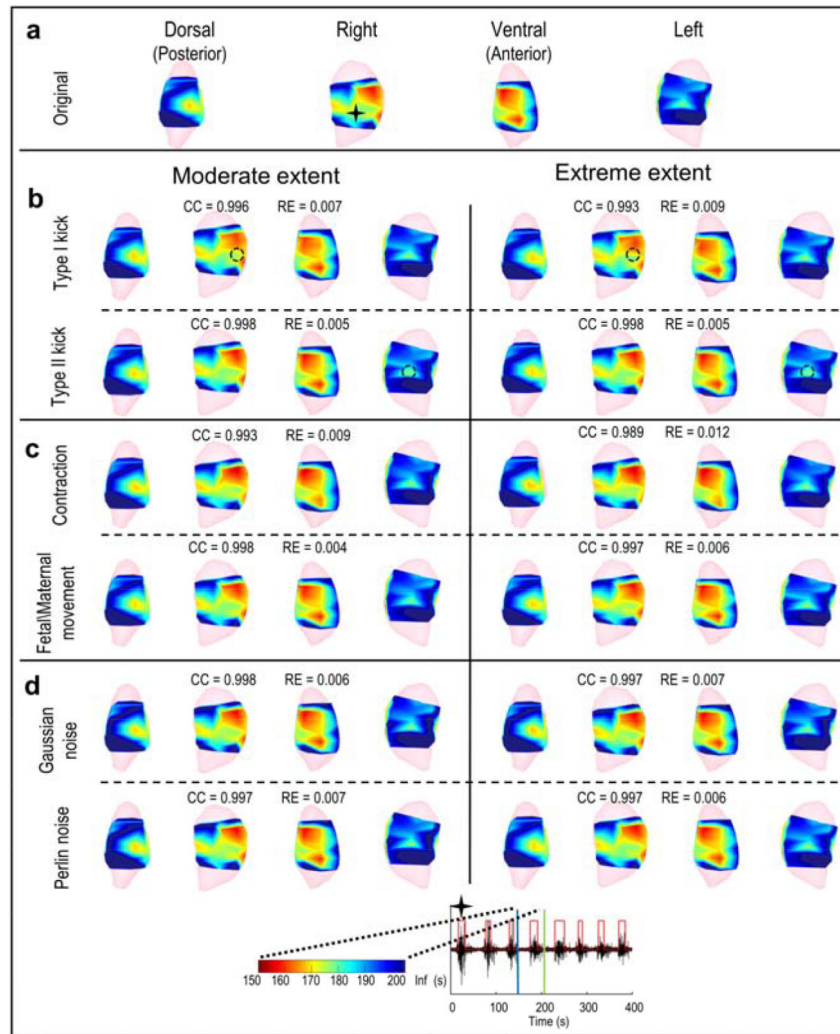 a
Dorsal
(Posterior)
Right
Ventral
(Anterior)
Left
Original
Moderate extent
Extreme extent
b
CC = 0.996 RE = 0.007
CC = 0.993 RE = 0.009
Type I kick
CC = 0.998 RE = 0.005
CC = 0.998 RE = 0.005
Type II kick
c
CC = 0.993 RE = 0.009
CC = 0.989 RE = 0.012
Contraction
CC = 0.998 RE = 0.004
CC = 0.997 RE = 0.006
Fetal\Maternal
movement
d
CC = 0.998 RE = 0.006
CC = 0.997 RE = 0.007
Gaussian
noise
CC = 0.997 RE = 0.007
CC = 0.997 RE = 0.006
Perlin noise
150 160 170 180 190 200 Inf (s)
0 200 200 400
Time (s)